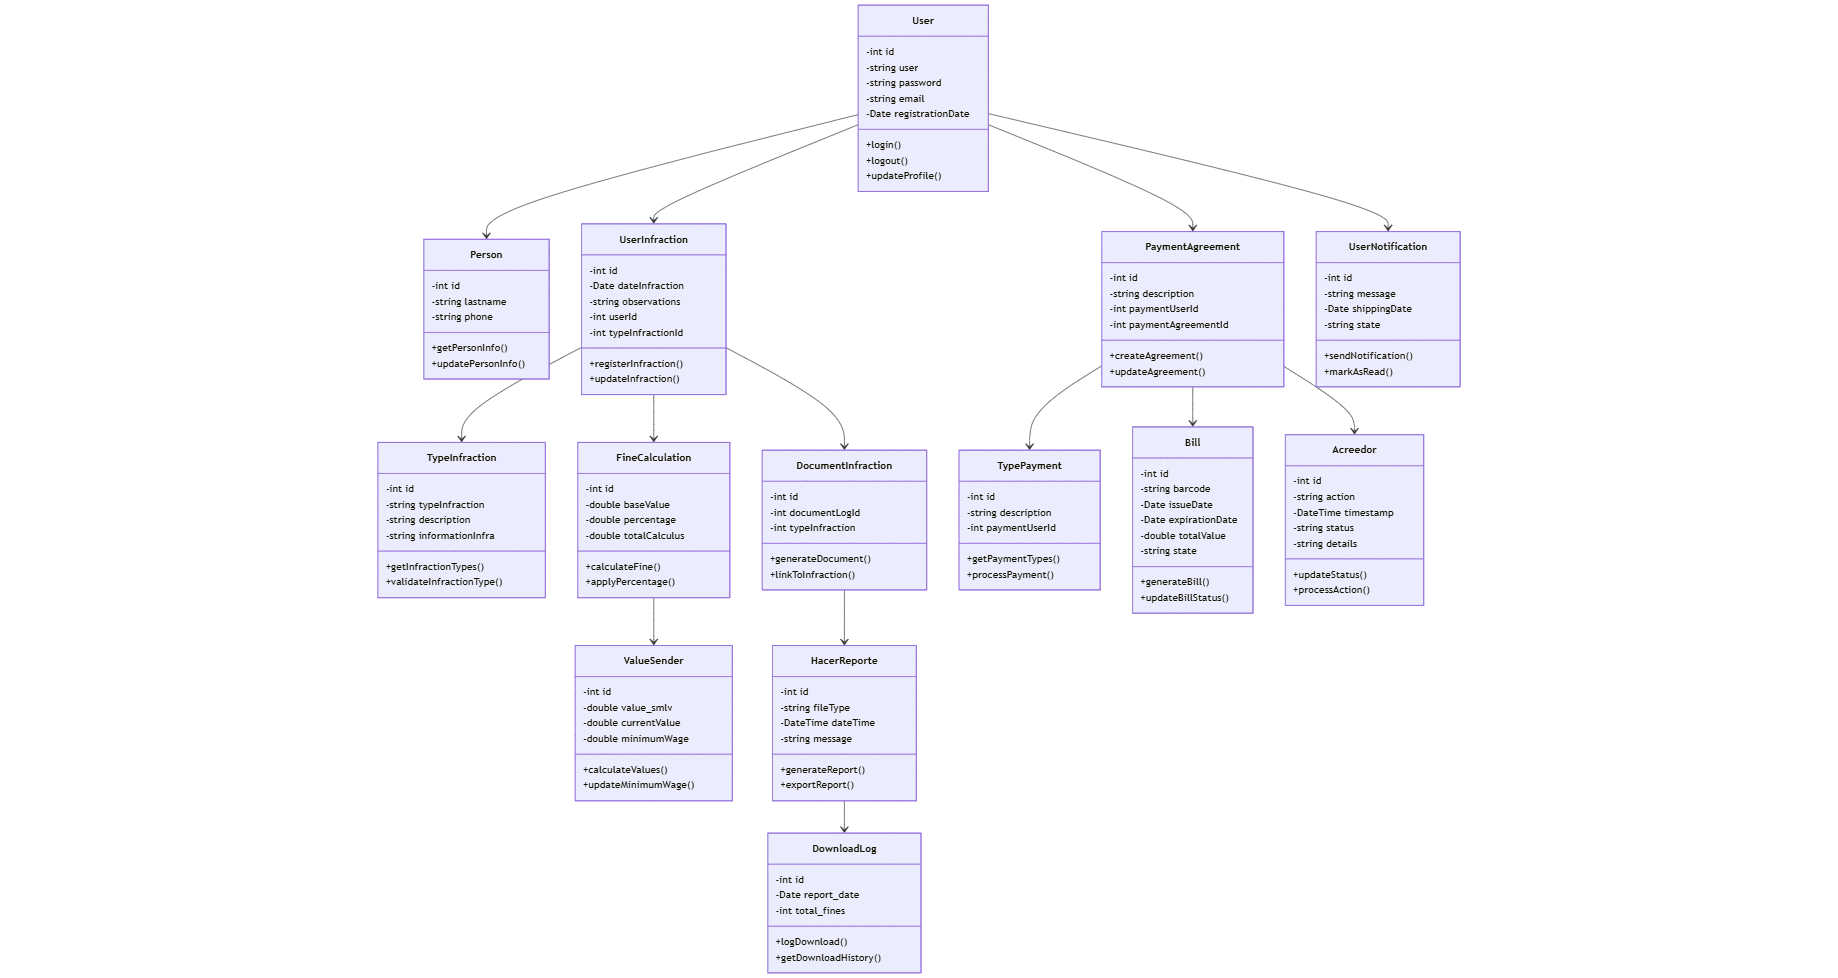 User
-int id
-string user
-string password
-string email
-Date registrationDate
+login()
+logout()
+updateProfile()
Person
-int id
-string lastname
-string phone
+getPersonInfo()
+updatePersonInfo()
UserInfraction
-int id
-Date dateInfraction
-string observations
-int userId
-int typeInfractionId
+registerInfraction()
+updateInfraction()
PaymentAgreement
-int id
-string description
-int paymentUserId
-int paymentAgreementId
+createAgreement()
+updateAgreement()
UserNotification
-int id
-string message
-Date shippingDate
-string state
+sendNotification()
+markAsRead()
TypeInfraction
-int id
-string typeInfraction
-string description
-string informationInfra
+getInfractionTypes()
+validateInfractionType()
FineCalculation
-int id
-double baseValue
-double percentage
-double totalCalculus
+calculateFine()
+applyPercentage()
DocumentInfraction
-int id
-int documentLogId
-int typeInfraction
+generateDocument()
+linkToInfraction()
TypePayment
-int id
-string description
-int paymentUserId
+getPaymentTypes()
+processPayment()
Bill
-int id
-string barcode
-Date issueDate
-Date expirationDate
-double totalValue
-string state
+generateBill()
+updateBillStatus()
Acreedor
-int id
-string action
-DateTime timestamp
-string status
-string details
+updateStatus()
+processAction()
ValueSender
-int id
-double value_smlv
-double currentValue
-double minimumWage
+calculateValues()
+updateMinimumWage()
HacerReporte
-int id
-string fileType
-DateTime dateTime
-string message
+generateReport()
+exportReport()
DownloadLog
-int id
-Date report_date
-int total_fines
+logDownload()
+getDownloadHistory()